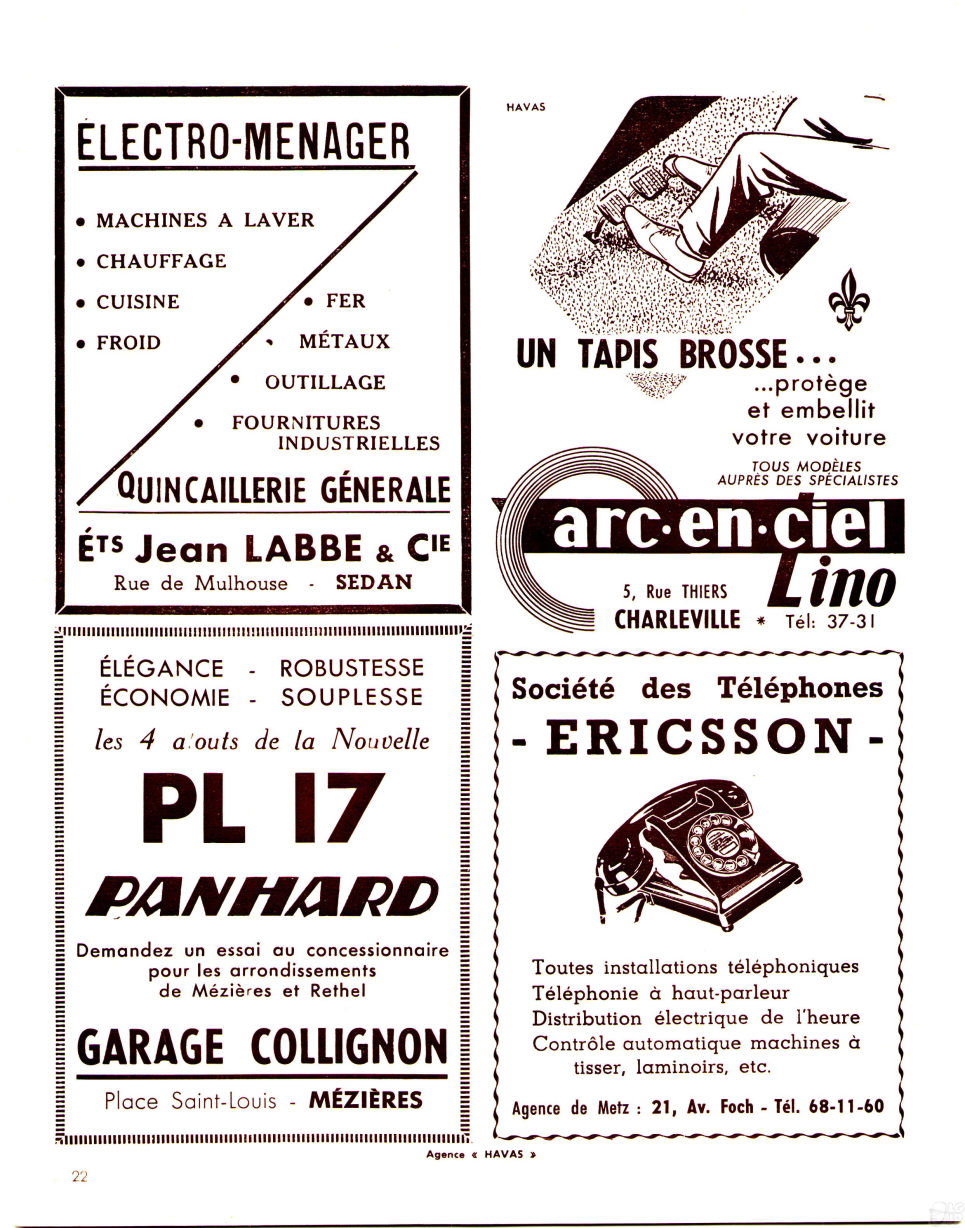 ÉLECTRO-MENAGER
• MACHINES A LAVER
• CHAUFFAGE
• CUISINE
• FROID
• FER
• MÉTAUX
• OUTILLAGE
• FOURNITURES
INDUSTRIELLES
QUINCAILLERIE GÉNERALE
ÉTS Jean LABBE & CIE
Rue de Mulhouse - SEDAN
HAVAS
UN TAPIS BROSSE...
...protège
et embellit
votre voiture
TOUS MODÈLES
AUPRÈS DES SPÉCIALISTES
arc.en.ciel
Lino
5, Rue THIERS
CHARLEVILLE * Tél: 37-31
ÉLÉGANCE - ROBUSTESSE
ÉCONOMIE - SOUPLESSE
les 4 atouts de la Nouvelle
PL 17
PANHARD
Demandez un essai au concessionnaire
pour les arrondissements
de Mézières et Rethel
GARAGE COLLIGNON
Place Saint-Louis - MÉZIÈRES
Société des Téléphones
- ERICSSON -
Toutes installations téléphoniques
Téléphonie à haut-parleur
Distribution électrique de l'heure
Contrôle automatique machines à
tisser, laminoirs, etc.
Agence de Metz : 21, Av. Foch - Tél. 68-11-60
Agence « HAVAS »
22